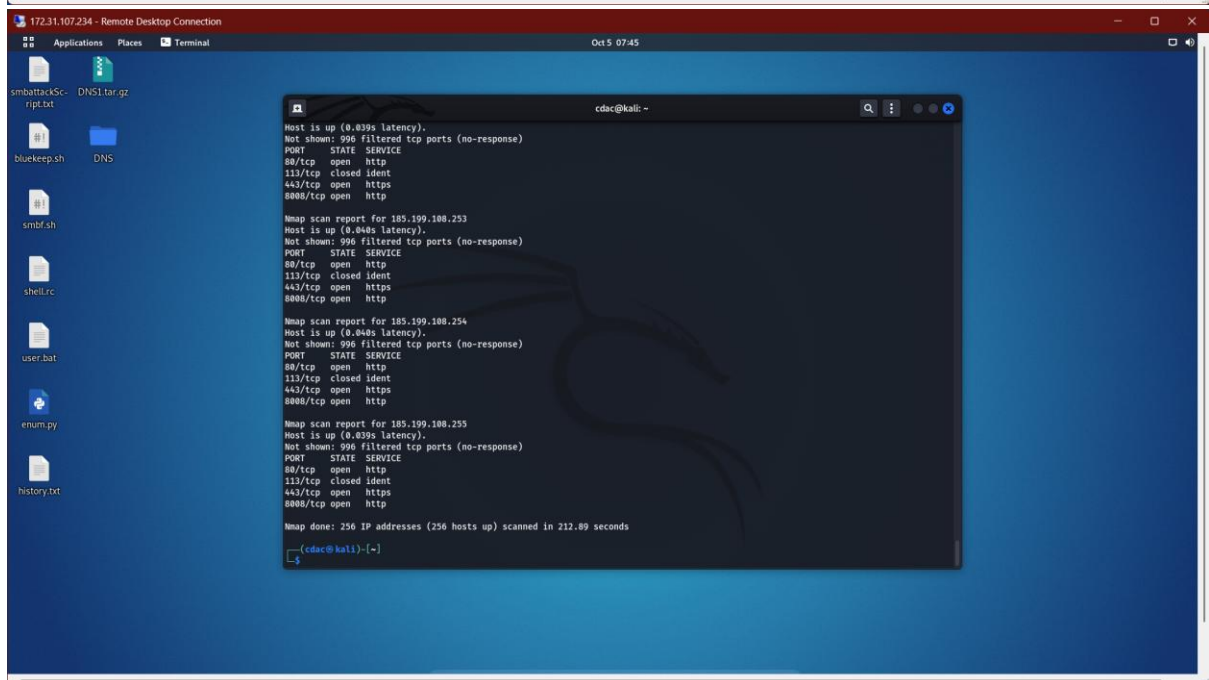 172.31.107.234 - Remote Desktop Connection
Applications Places Terminal Oct 5 07:45
smbattackSc-
ript.txt
DNS1.tar.gz
bluekeep.sh
DNS
smbf.sh
shell.rc
user.bat
enum.py
history.txt
cdac@kali: ~
Host is up (0.039s latency).
Not shown: 996 filtered tcp ports (no-response)
PORT STATE SERVICE
80/tcp open http
113/tcp closed ident
443/tcp open https
8008/tcp open http
Nmap scan report for 185.199.108.253
Host is up (0.040s latency).
Not shown: 996 filtered tcp ports (no-response)
PORT STATE SERVICE
80/tcp open http
113/tcp closed ident
443/tcp open https
8008/tcp open http
Nmap scan report for 185.199.108.254
Host is up (0.040s latency).
Not shown: 996 filtered tcp ports (no-response)
PORT STATE SERVICE
80/tcp open http
113/tcp closed ident
443/tcp open https
8008/tcp open http
Nmap scan report for 185.199.108.255
Host is up (0.039s latency).
Not shown: 996 filtered tcp ports (no-response)
PORT STATE SERVICE
80/tcp open http
113/tcp closed ident
443/tcp open https
8008/tcp open http
Nmap done: 256 IP addresses (256 hosts up) scanned in 212.89 seconds
┌──(cdac㉿kali)-[~]
└─$